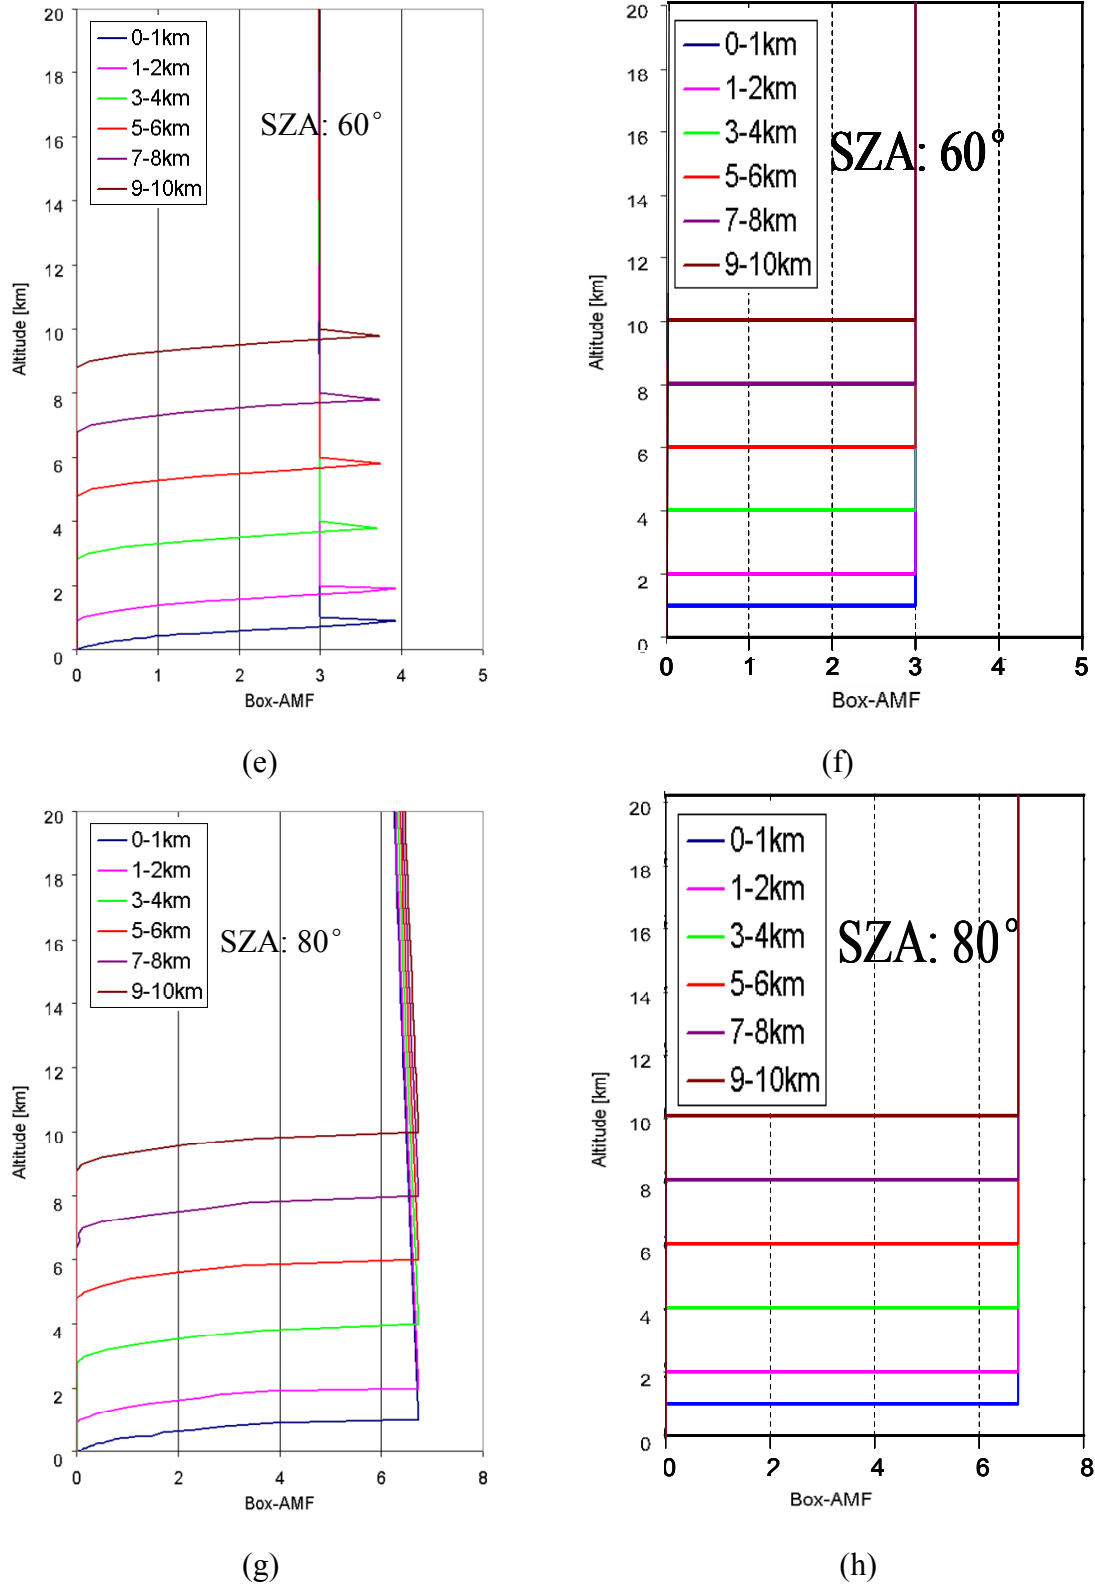 20
18
16
14
12
10
8
6
4
2
0
Altitude [km]
0-1km
1-2km
3-4km
5-6km
7-8km
9-10km
SZA: 60°
0 1 2 3 4 5
Box-AMF
(e)
20
18
16
14
12
10
8
6
4
2
0
Altitude [km]
0-1km
1-2km
3-4km
5-6km
7-8km
9-10km
SZA: 60°
0 1 2 3 4 5
Box-AMF
(f)
20
18
16
14
12
10
8
6
4
2
0
Altitude [km]
0-1km
1-2km
3-4km
5-6km
7-8km
9-10km
SZA: 80°
0 2 4 6 8
Box-AMF
(g)
20
18
16
14
12
10
8
6
4
2
0
Altitude [km]
0-1km
1-2km
3-4km
5-6km
7-8km
9-10km
SZA: 80°
0 2 4 6 8
Box-AMF
(h)